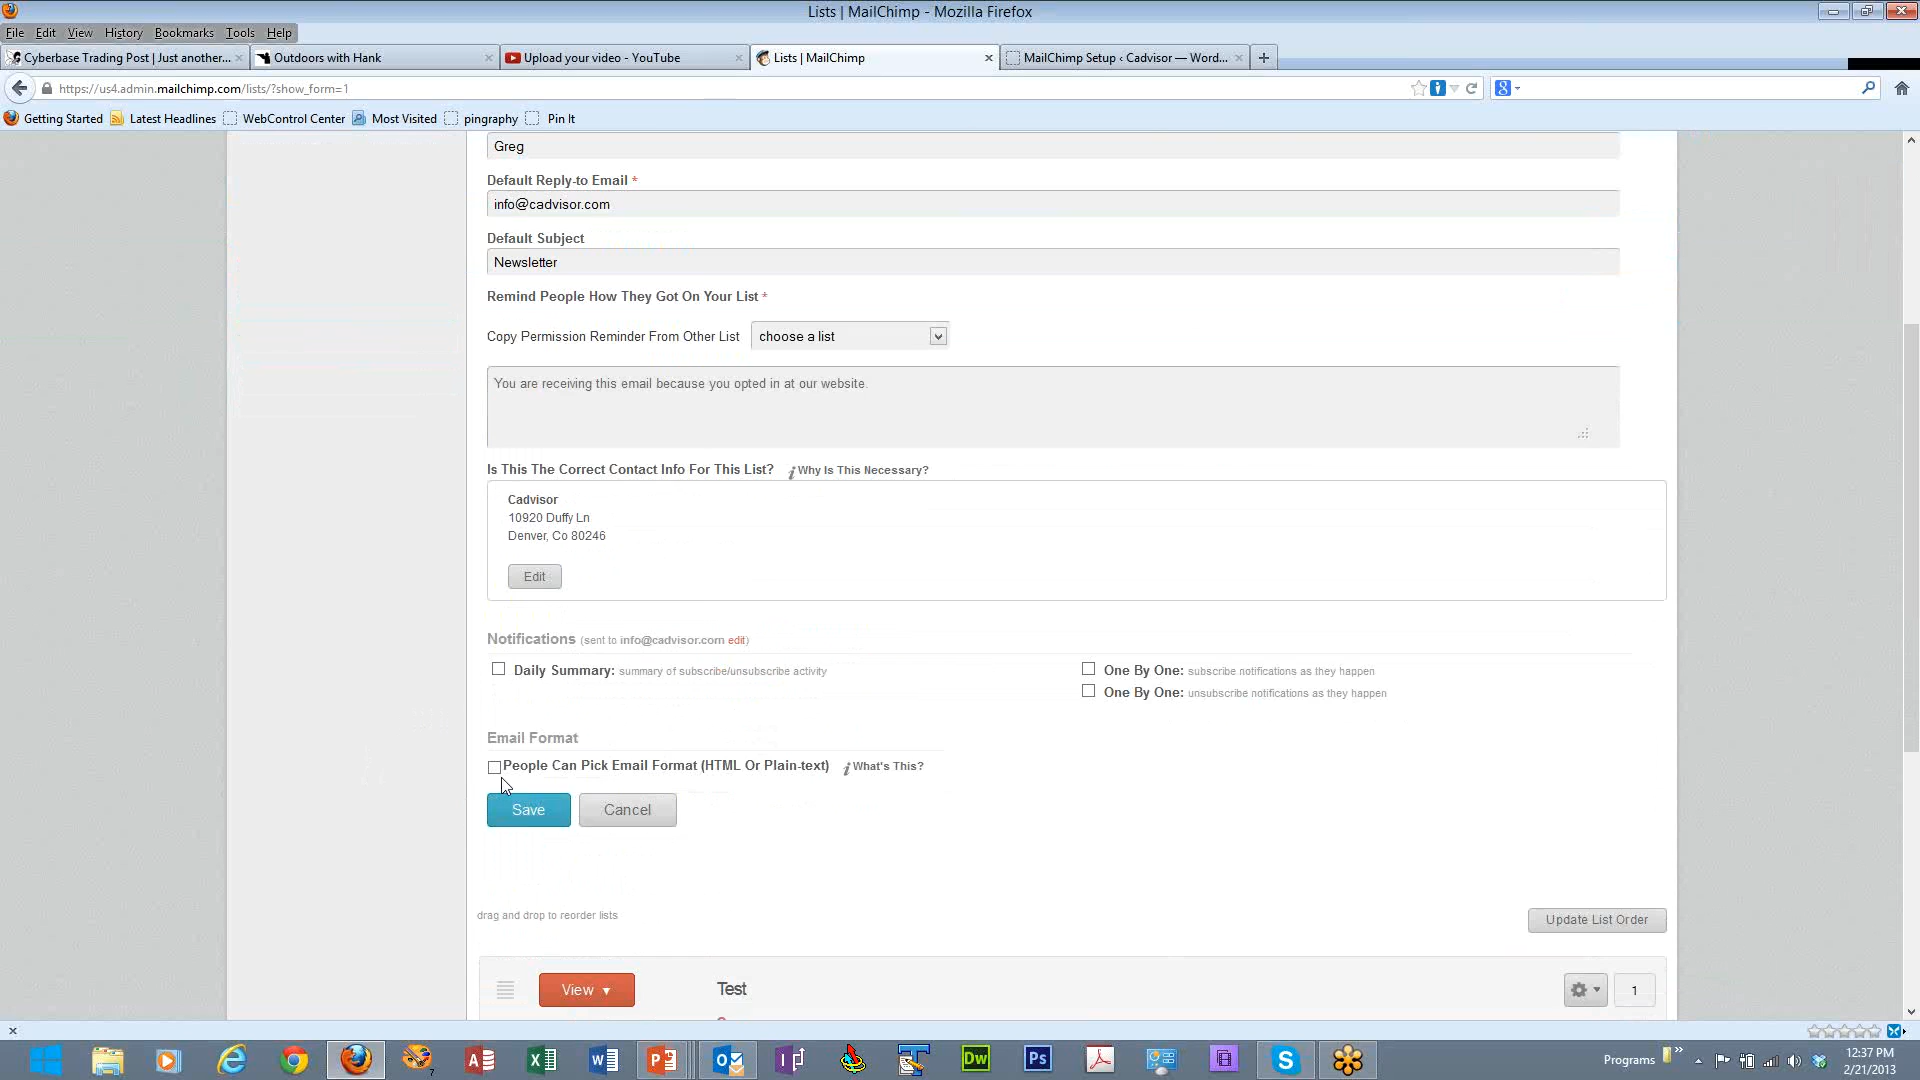 Lists | MailChimp - Mozilla Firefox
File Edit View History Bookmarks Tools Help
Cyberbase Trading Post | Just another...
Outdoors with Hank
Upload your video - YouTube
Lists | MailChimp
MailChimp Setup ‹ Cadvisor — Word...
https://us4.admin.mailchimp.com/lists/?show_form=1
Getting Started Latest Headlines WebControl Center Most Visited pingraphy Pin It
Greg
Default Reply-to Email *
info@cadvisor.com
Default Subject
Newsletter
Remind People How They Got On Your List *
Copy Permission Reminder From Other List choose a list
You are receiving this email because you opted in at our website.
Is This The Correct Contact Info For This List? Why Is This Necessary?
Cadvisor
10920 Duffy Ln
Denver, Co 80246
Edit
Notifications (sent to info@cadvisor.com edit)
Daily Summary: summary of subscribe/unsubscribe activity
One By One: subscribe notifications as they happen
One By One: unsubscribe notifications as they happen
Email Format
People Can Pick Email Format (HTML Or Plain-text) What's This?
Save Cancel
drag and drop to reorder lists
Update List Order
View Test 1
Programs
12:37 PM
2/21/2013